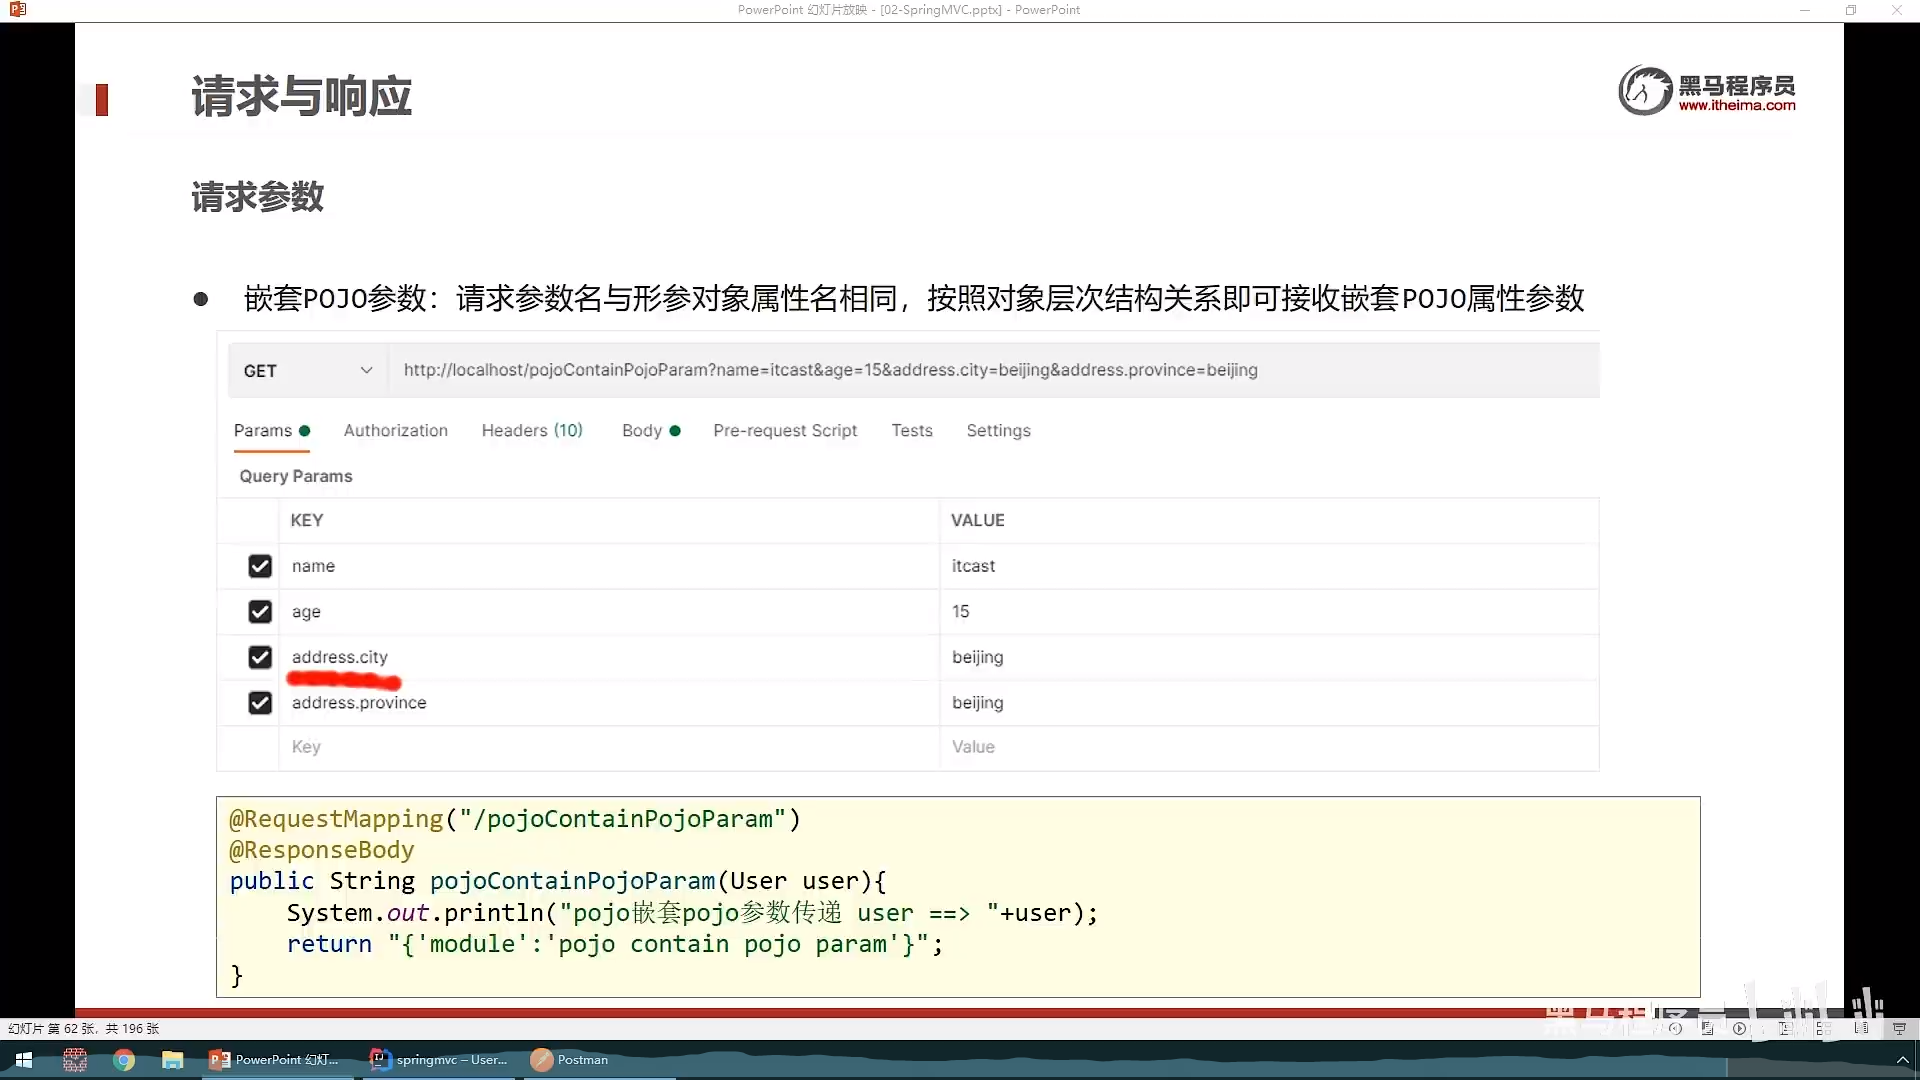 PowerPoint 幻灯片放映 - [02-SpringMVC.pptx] - PowerPoint
请求与响应
黑马程序员
www.itheima.com
请求参数
嵌套POJO参数：请求参数名与形参对象属性名相同，按照对象层次结构关系即可接收嵌套POJO属性参数
GET http://localhost/pojoContainPojoParam?name=itcast&age=15&address.city=beijing&address.province=beijing
Params Authorization Headers (10) Body Pre-request Script Tests Settings
Query Params
KEY VALUE
name itcast
age 15
address.city beijing
address.province beijing
Key Value
@RequestMapping("/pojoContainPojoParam")
@ResponseBody
public String pojoContainPojoParam(User user){
    System.out.println("pojo嵌套pojo参数传递 user ==> "+user);
    return "{'module':'pojo contain pojo param'}";
}
黑马程序员
幻灯片 第 62 张，共 196 张
PowerPoint 幻灯... springmvc – User... Postman